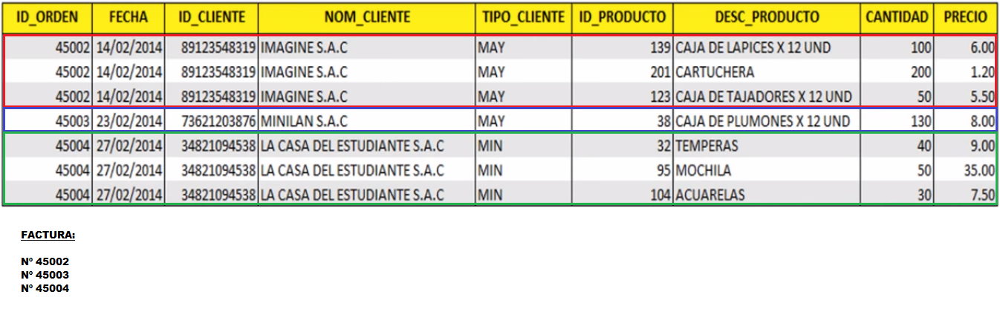 ID_ORDEN FECHA ID_CLIENTE NOM_CLIENTE TIPO_CLIENTE ID_PRODUCTO DESC_PRODUCTO CANTIDAD PRECIO
45002 14/02/2014 89123548319 IMAGINE S.A.C MAY 139 CAJA DE LAPICES X 12 UND 100 6.00
45002 14/02/2014 89123548319 IMAGINE S.A.C MAY 201 CARTUCHERA 200 1.20
45002 14/02/2014 89123548319 IMAGINE S.A.C MAY 123 CAJA DE TAJADORES X 12 UND 50 5.50
45003 23/02/2014 73621203876 MINILAN S.A.C MAY 38 CAJA DE PLUMONES X 12 UND 130 8.00
45004 27/02/2014 34821094538 LA CASA DEL ESTUDIANTE S.A.C MIN 32 TEMPERAS 40 9.00
45004 27/02/2014 34821094538 LA CASA DEL ESTUDIANTE S.A.C MIN 95 MOCHILA 50 35.00
45004 27/02/2014 34821094538 LA CASA DEL ESTUDIANTE S.A.C MIN 104 ACUARELAS 30 7.50
FACTURA:
Nº 45002
Nº 45003
Nº 45004